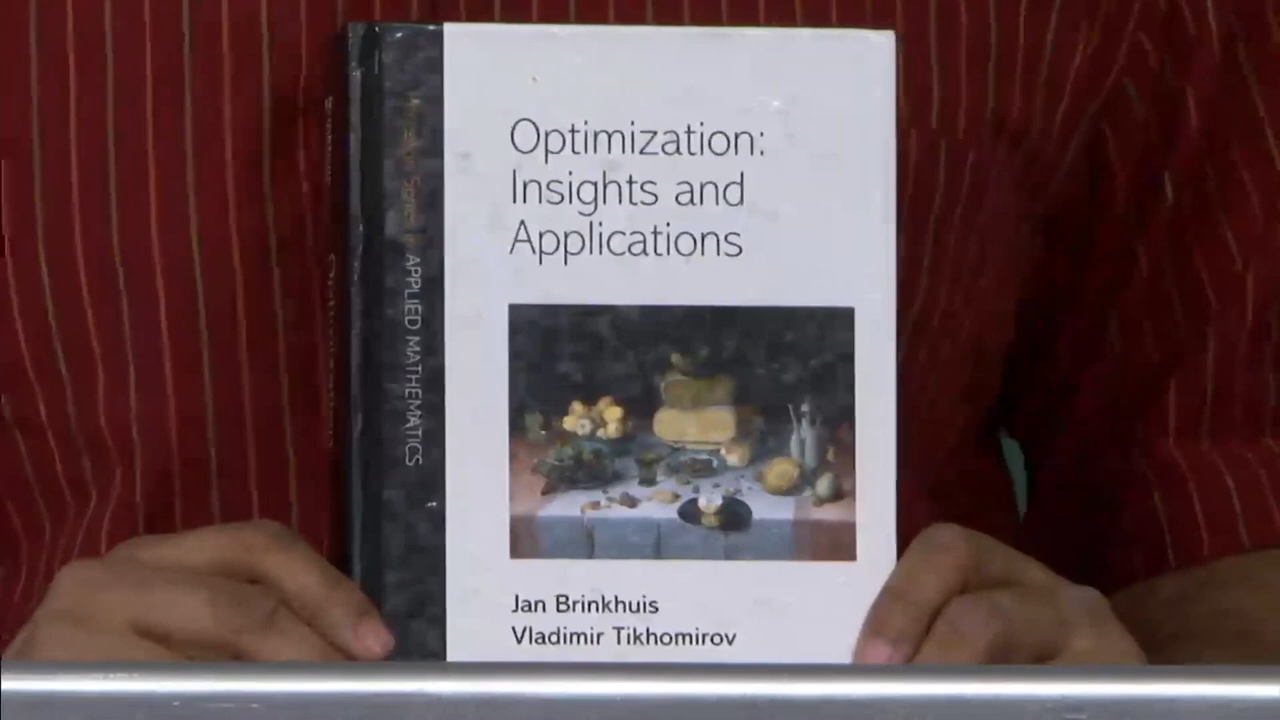 Optimization:
Insights and
Applications
Jan Brinkhuis
Vladimir Tikhomirov
APPLIED MATHEMATICS